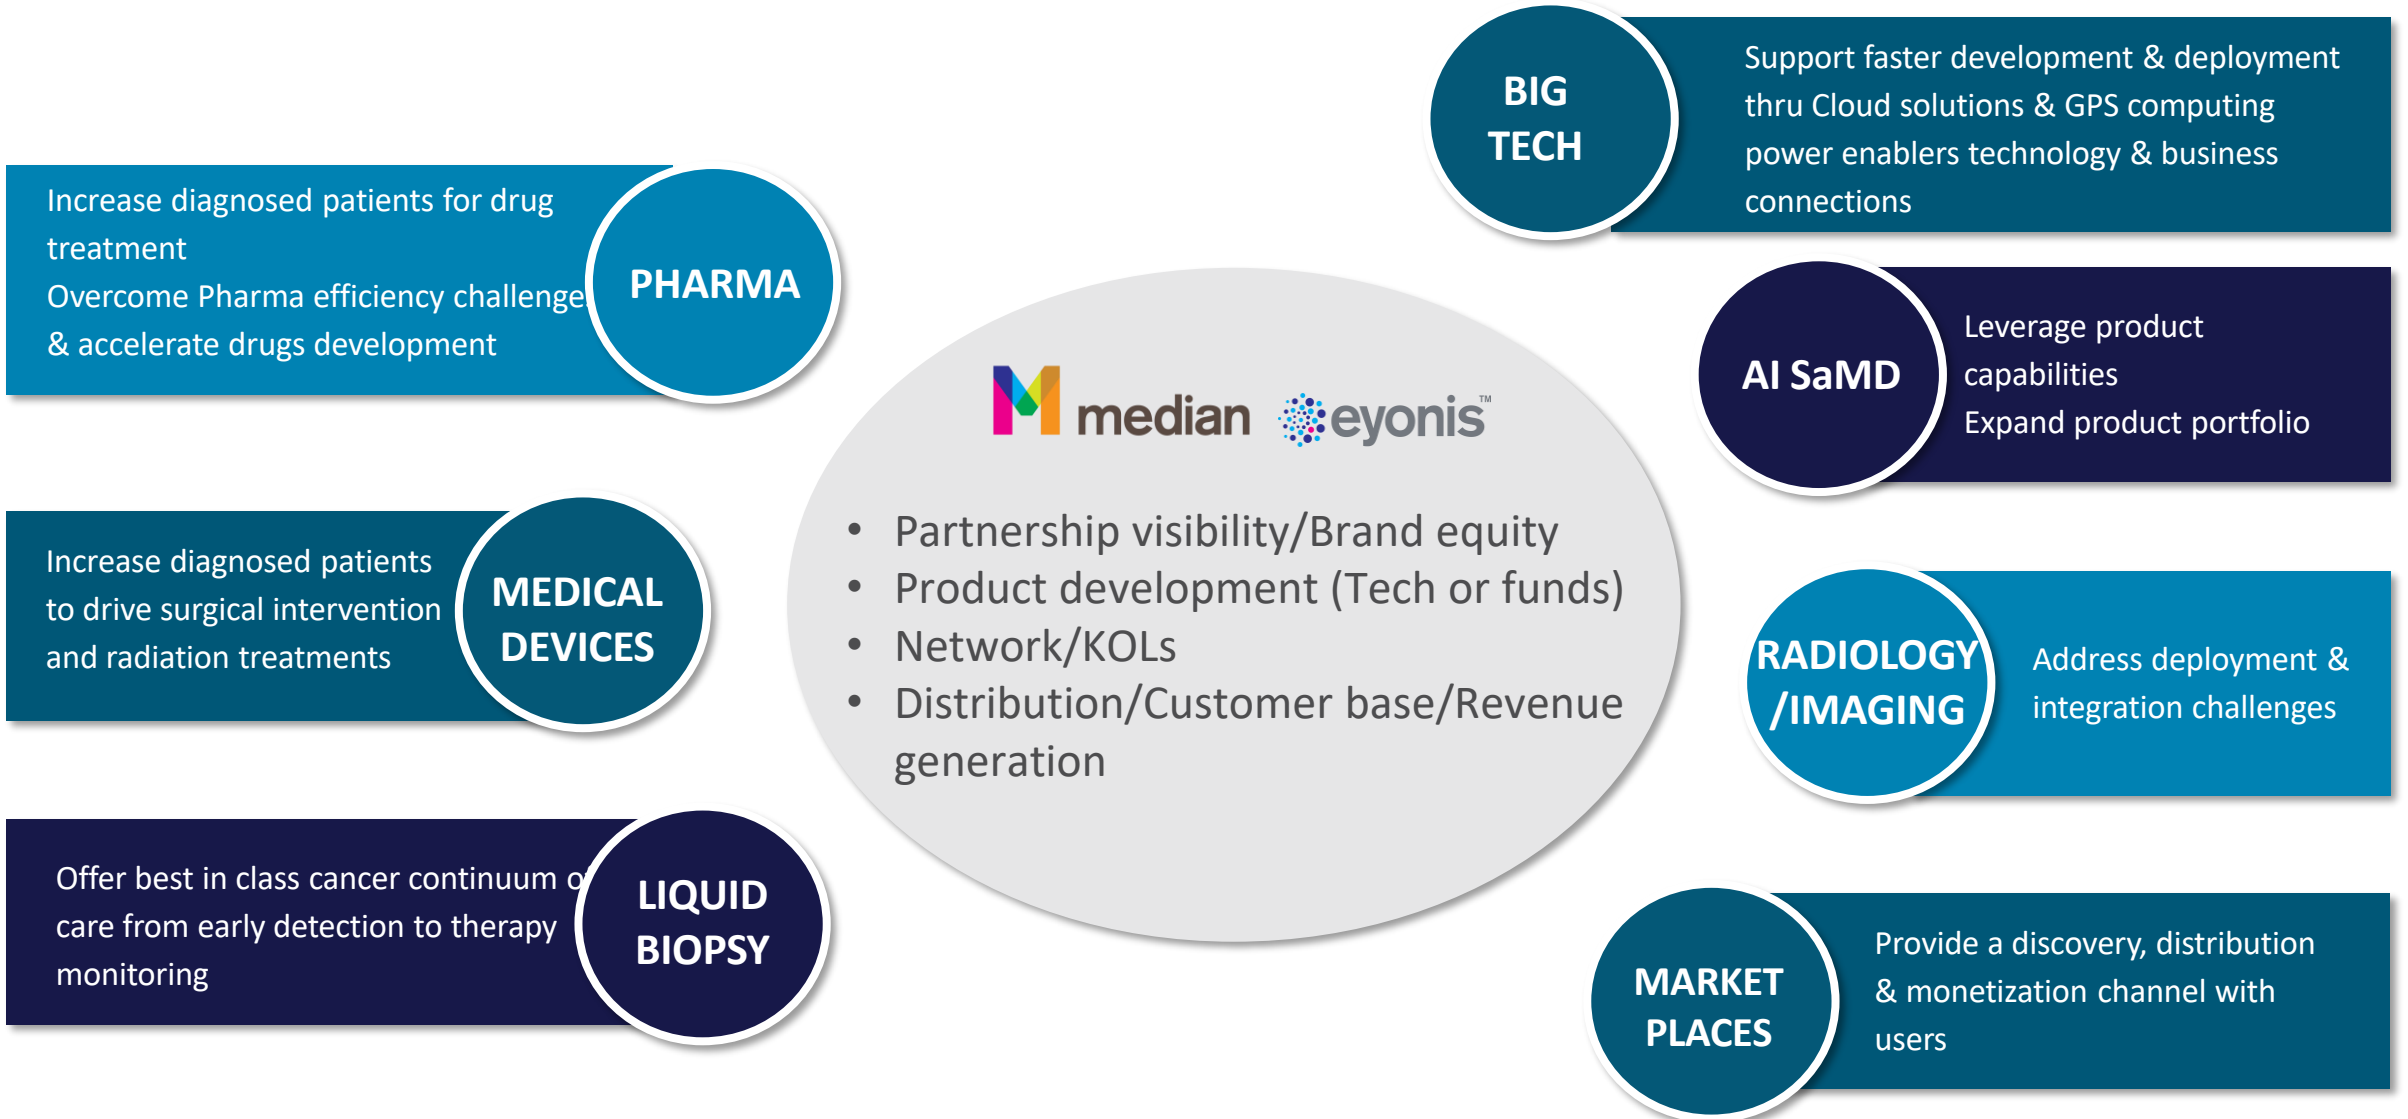 Increase diagnosed patients for drug
treatment
Overcome Pharma efficiency challenge
& accelerate drugs development
PHARMA
Increase diagnosed patients
to drive surgical intervention
and radiation treatments
MEDICAL
DEVICES
Offer best in class cancer continuum
care from early detection to therapy
monitoring
LIQUID
BIOPSY
median eyonis™
• Partnership visibility/Brand equity
• Product development (Tech or funds)
• Network/KOLs
• Distribution/Customer base/Revenue
generation
BIG
TECH
Support faster development & deployment
thru Cloud solutions & GPS computing
power enablers technology & business
connections
AI SaMD
Leverage product
capabilities
Expand product portfolio
RADIOLOGY
/IMAGING
Address deployment &
integration challenges
MARKET
PLACES
Provide a discovery, distribution
& monetization channel with
users